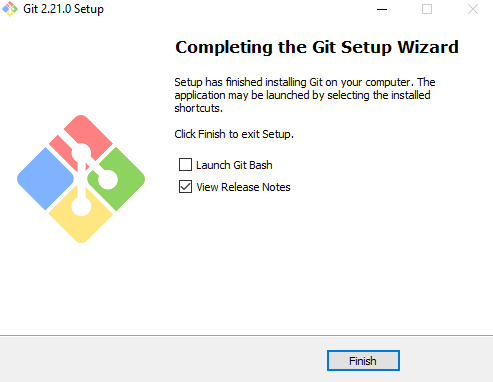 Git 2.21.0 Setup
Completing the Git Setup Wizard
Setup has finished installing Git on your computer. The
application may be launched by selecting the installed
shortcuts.
Click Finish to exit Setup.
Launch Git Bash
View Release Notes
Finish